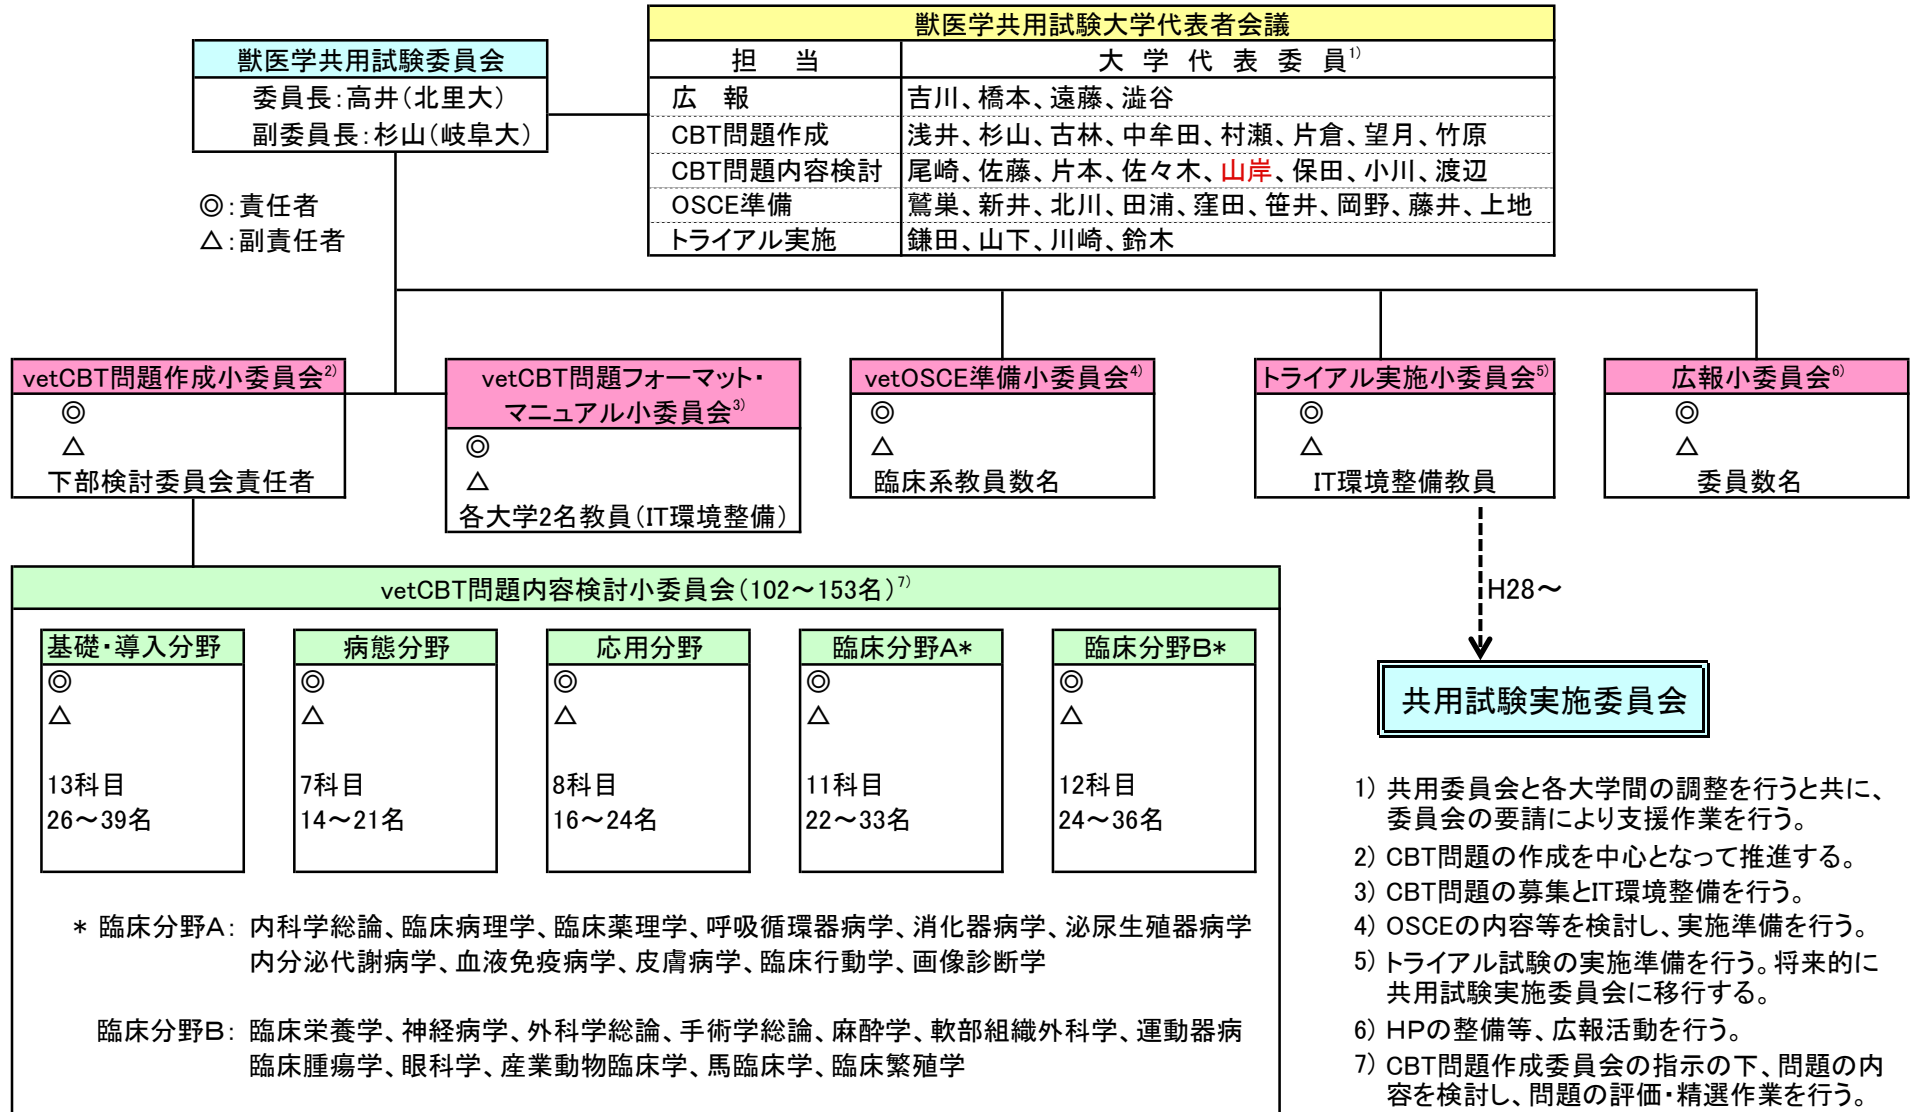 獣医学共用試験大学代表者会議
担　当　大 学 代 表 委 員1)
広　報　吉川、橋本、遠藤、澁谷
CBT問題作成　浅井、杉山、古林、中牟田、村瀬、片倉、望月、竹原
CBT問題内容検討　尾崎、佐藤、片本、佐々木、山岸、保田、小川、渡辺
OSCE準備　鷲巣、新井、北川、田浦、窪田、笹井、岡野、藤井、上地
トライアル実施　鎌田、山下、川崎、鈴木
獣医学共用試験委員会
委員長：高井（北里大）
副委員長：杉山（岐阜大）
◎：責任者
△：副責任者
vetCBT問題作成小委員会2)
◎
△
下部検討委員会責任者
vetCBT問題フォーマット・
マニュアル小委員会3)
◎
△
各大学2名教員（IT環境整備）
vetOSCE準備小委員会4)
◎
△
臨床系教員数名
トライアル実施小委員会5)
◎
△
IT環境整備教員
広報小委員会6)
◎
△
委員数名
H28～
共用試験実施委員会
vetCBT問題内容検討小委員会（102～153名）7)
基礎・導入分野
◎
△
13科目
26～39名
病態分野
◎
△
7科目
14～21名
応用分野
◎
△
8科目
16～24名
臨床分野A*
◎
△
11科目
22～33名
臨床分野B*
◎
△
12科目
24～36名
* 臨床分野A： 内科学総論、臨床病理学、臨床薬理学、呼吸循環器病学、消化器病学、泌尿生殖器病学
内分泌代謝病学、血液免疫病学、皮膚病学、臨床行動学、画像診断学
臨床分野B： 臨床栄養学、神経病学、外科学総論、手術学総論、麻酔学、軟部組織外科学、運動器病
臨床腫瘍学、眼科学、産業動物臨床学、馬臨床学、臨床繁殖学
1) 共用委員会と各大学間の調整を行うと共に、
委員会の要請により支援作業を行う。
2) CBT問題の作成を中心となって推進する。
3) CBT問題の募集とIT環境整備を行う。
4) OSCEの内容等を検討し、実施準備を行う。
5) トライアル試験の実施準備を行う。将来的に
共用試験実施委員会に移行する。
6) HPの整備等、広報活動を行う。
7) CBT問題作成委員会の指示の下、問題の内
容を検討し、問題の評価・精選作業を行う。